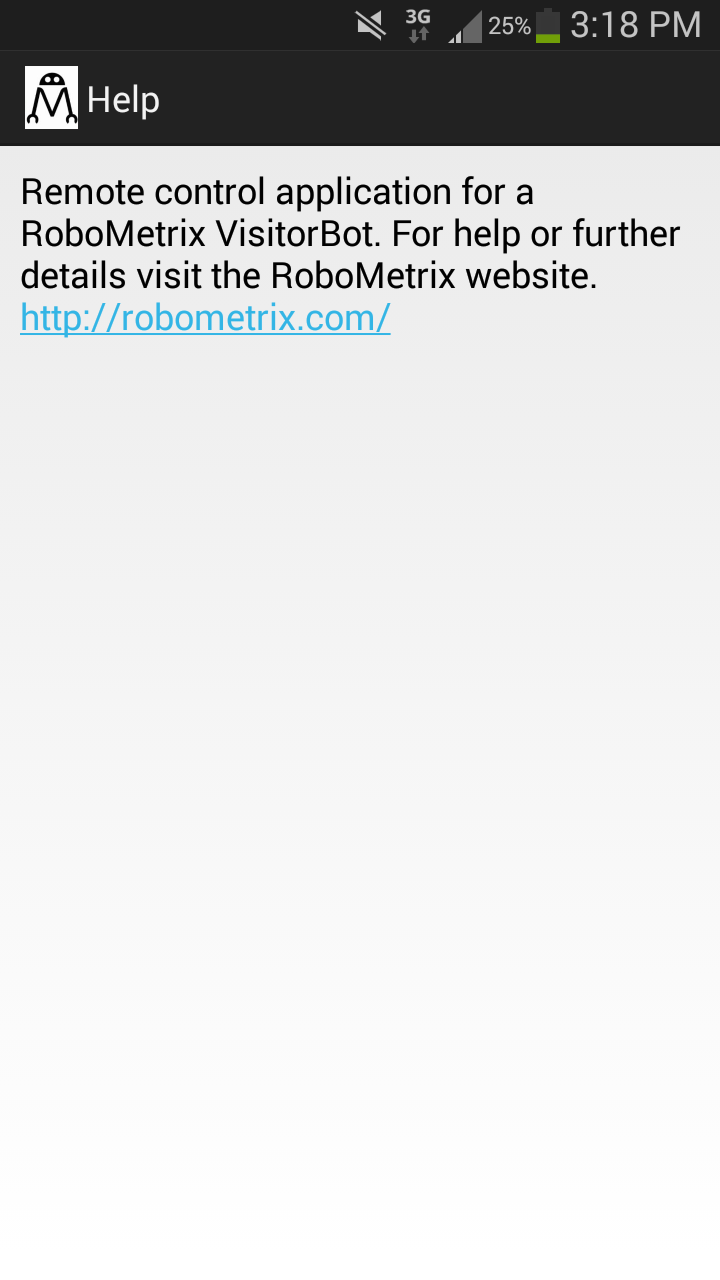 3G 25% 3:18 PM
Help
Remote control application for a
RoboMetrix VisitorBot. For help or further
details visit the RoboMetrix website.
http://robometrix.com/